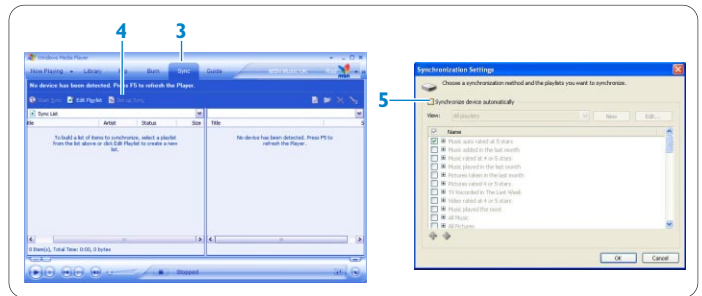 4 3
Windows Media Player
Now Playing Library Burn Sync Guide MSN Music UK
msn
No device has been detected. Press F5 to refresh the Player.
Start Sync Edit Playlist Set up Sync
Sync List
Artist Status Size Title
To build a list of items to synchronize, select a playlist
from the list above or click Edit Playlist to create a new
list.
No device has been detected. Press F5 to
refresh the Player.
0 Item(s), Total Time: 0:00, 0 bytes
Stopped
Synchronization Settings
Choose a synchronization method and the playlists you want to synchronize.
5
Synchronize device automatically
View: All playlists New Edit...
Name
Music auto rated at 5 stars
Music added in the last month
Music rated at 4 or 5 stars
Music played in the last month
Pictures taken in the last month
Pictures rated 4 or 5 stars
TV Recorded in The Last Week
Video rated at 4 or 5 stars
Music played the most
All Music
All Pictures
OK Cancel